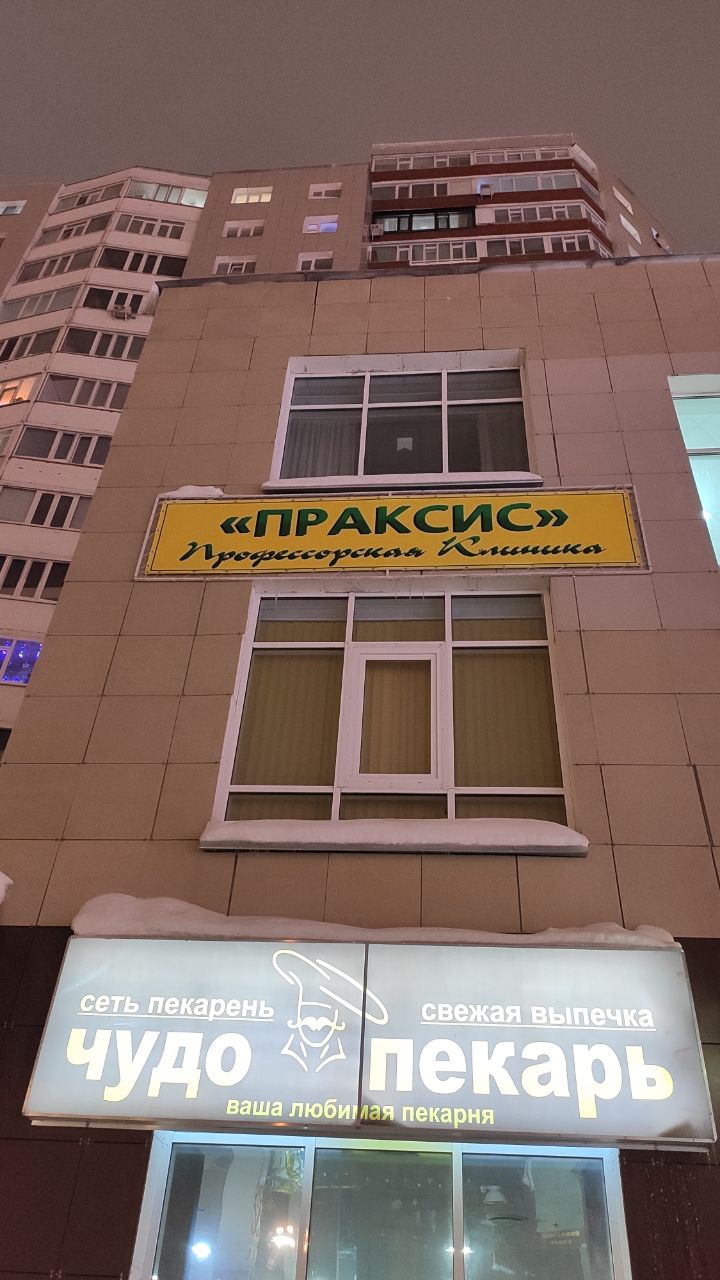 «ПРАКСИС»
Профессорская Клиника
сеть пекарень
свежая выпечка
чудо пекарь
ваша любимая пекарня